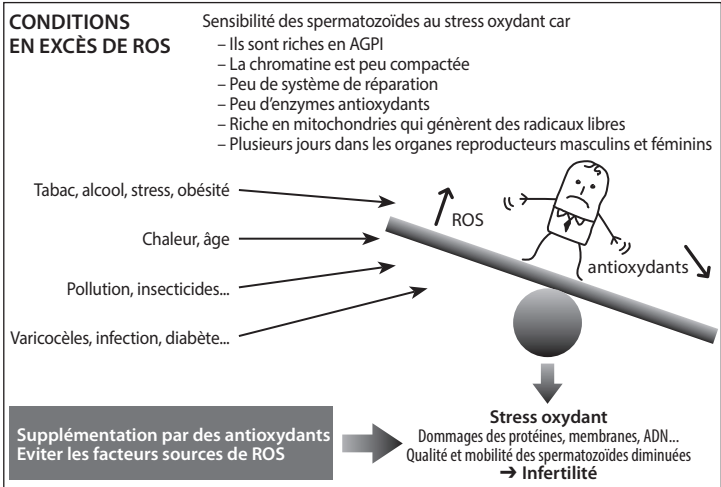 CONDITIONS
EN EXCÈS DE ROS
Sensibilité des spermatozoïdes au stress oxydant car
– Ils sont riches en AGPI
– La chromatine est peu compactée
– Peu de système de réparation
– Peu d'enzymes antioxydants
– Riche en mitochondries qui génèrent des radicaux libres
– Plusieurs jours dans les organes reproducteurs masculins et féminins
Tabac, alcool, stress, obésité
ROS
Chaleur, âge
antioxydants
Pollution, insecticides...
Varicocèles, infection, diabète...
Supplémentation par des antioxydants
Eviter les facteurs sources de ROS
Stress oxydant
Dommages des protéines, membranes, ADN...
Qualité et mobilité des spermatozoïdes diminuées
➔ Infertilité